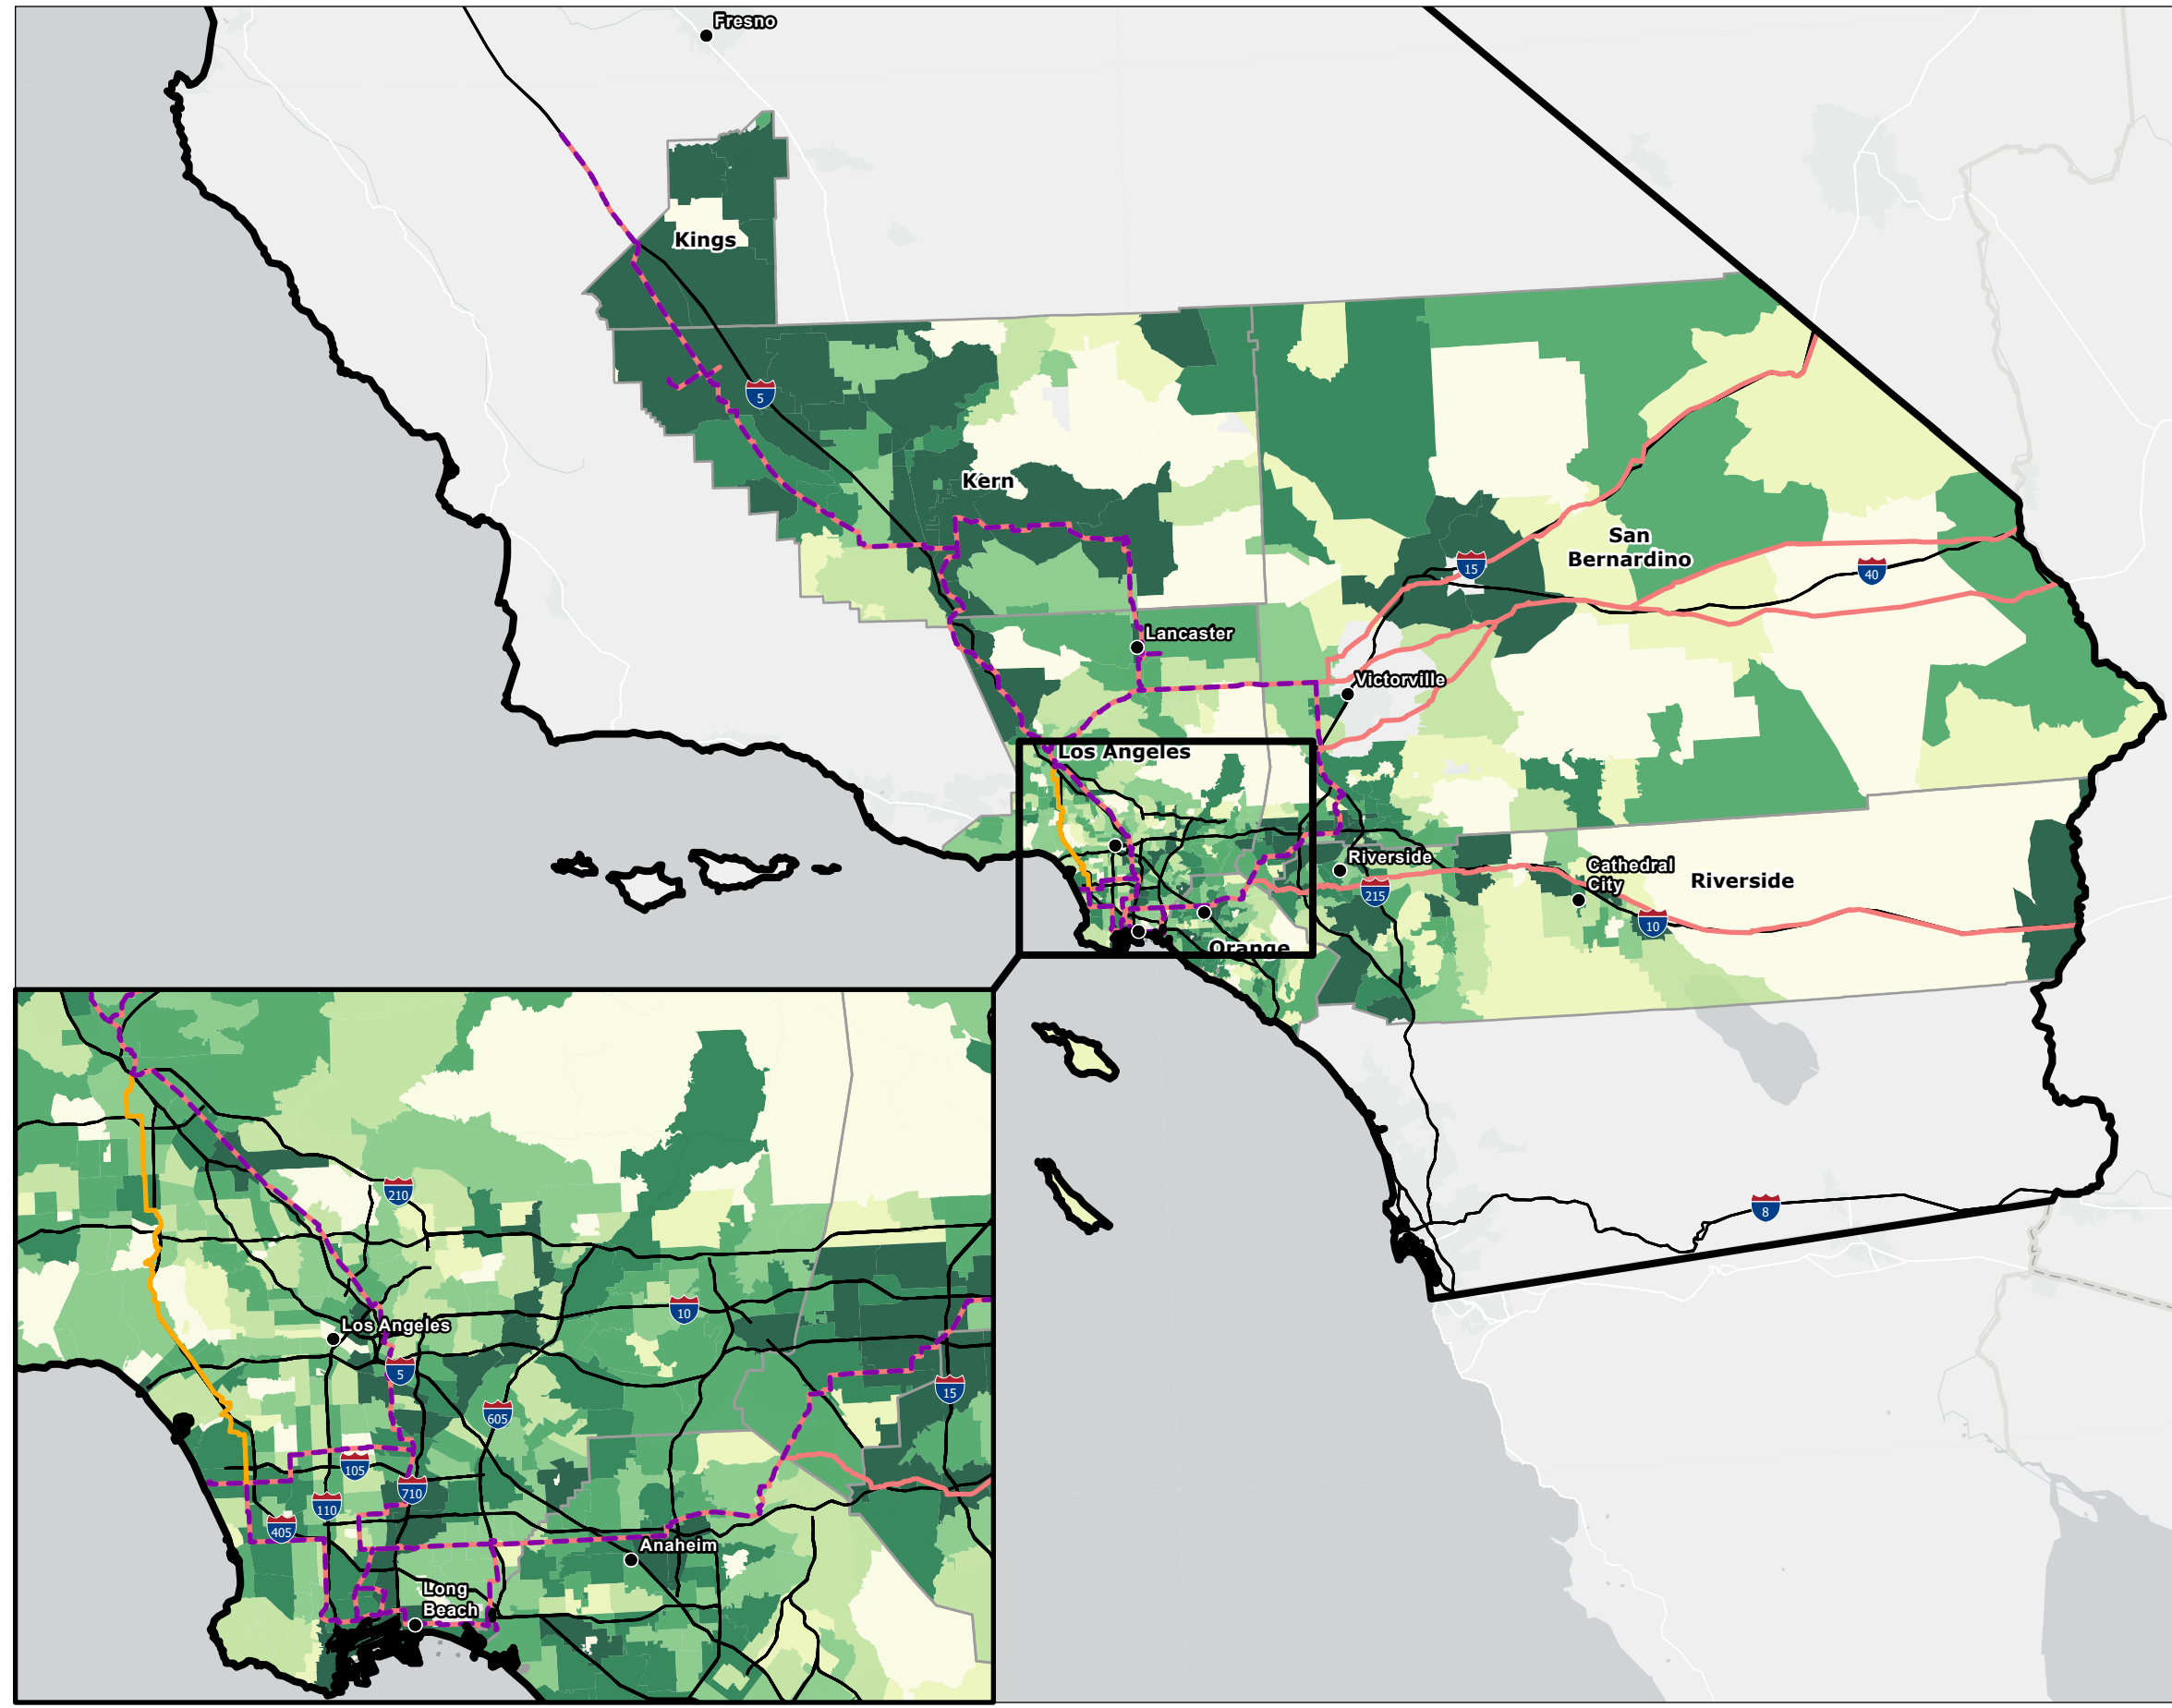 Fresno
Kings
5
Kern
San
Bernardino
15
40
Lancaster
Victorville
Los Angeles
Riverside
Cathedral
City
Riverside
215
10
Orange
210
8
10
Los Angeles
5
15
605
105
710
110
405
Anaheim
Long
Beach